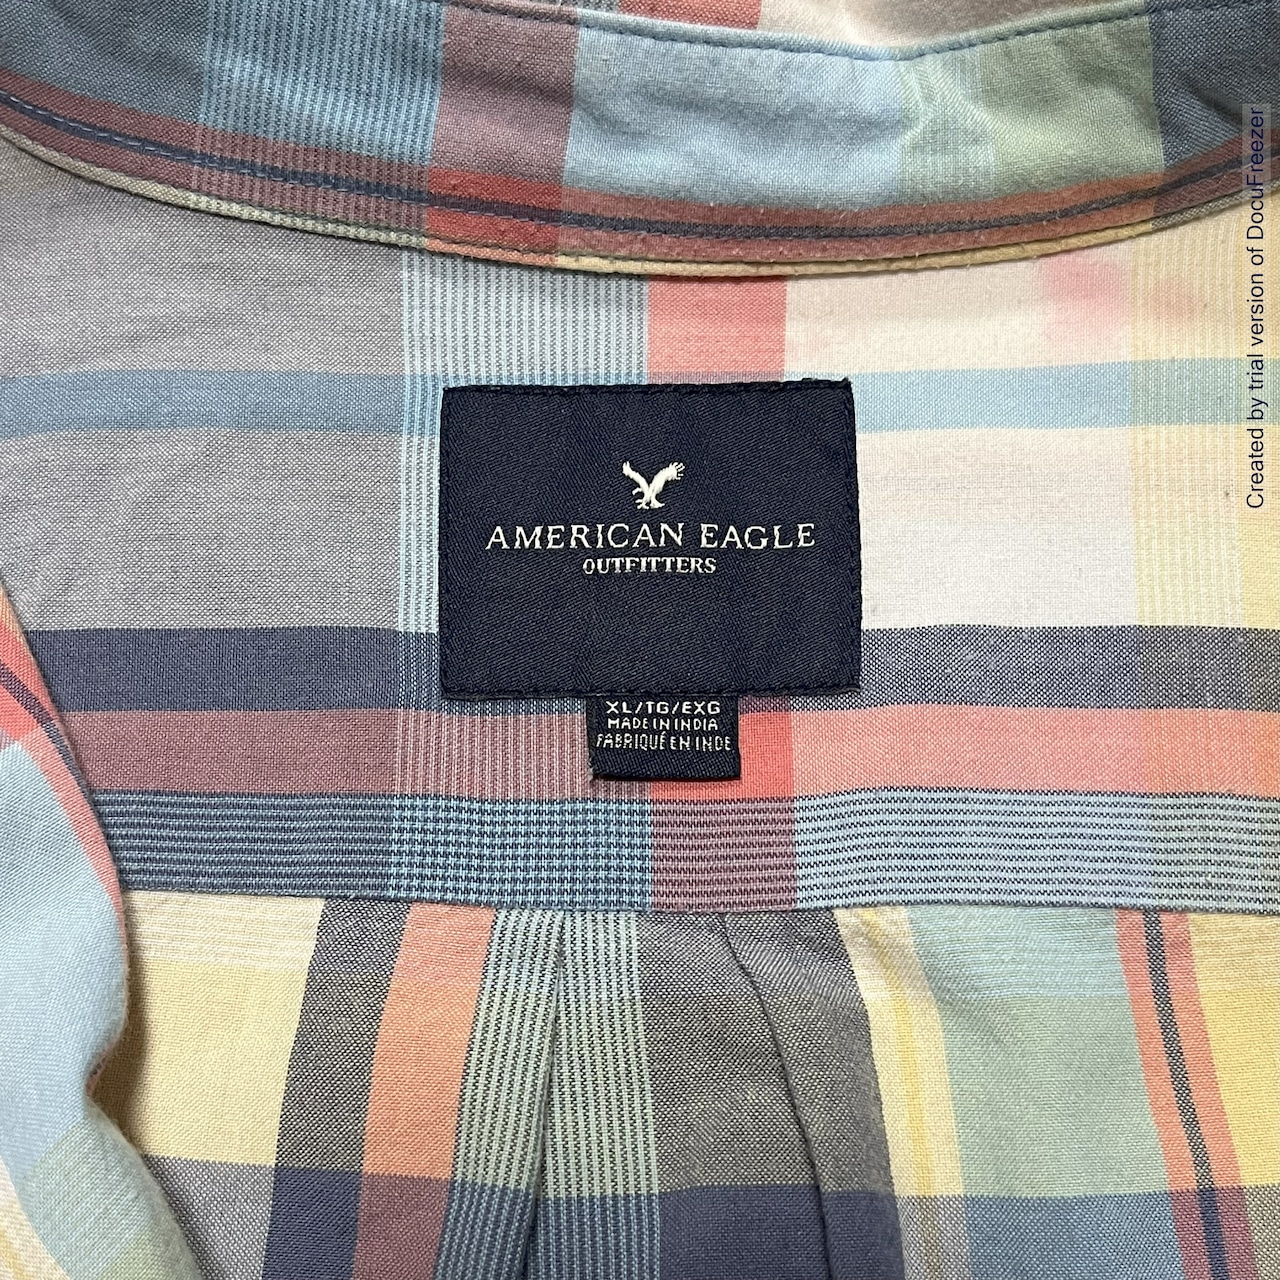 AMERICAN EAGLE
OUTFITTERS
XL/TG/EXG
MADE IN INDIA
FABRIQUÉ EN INDE
Created by trial version of DocuFreezer